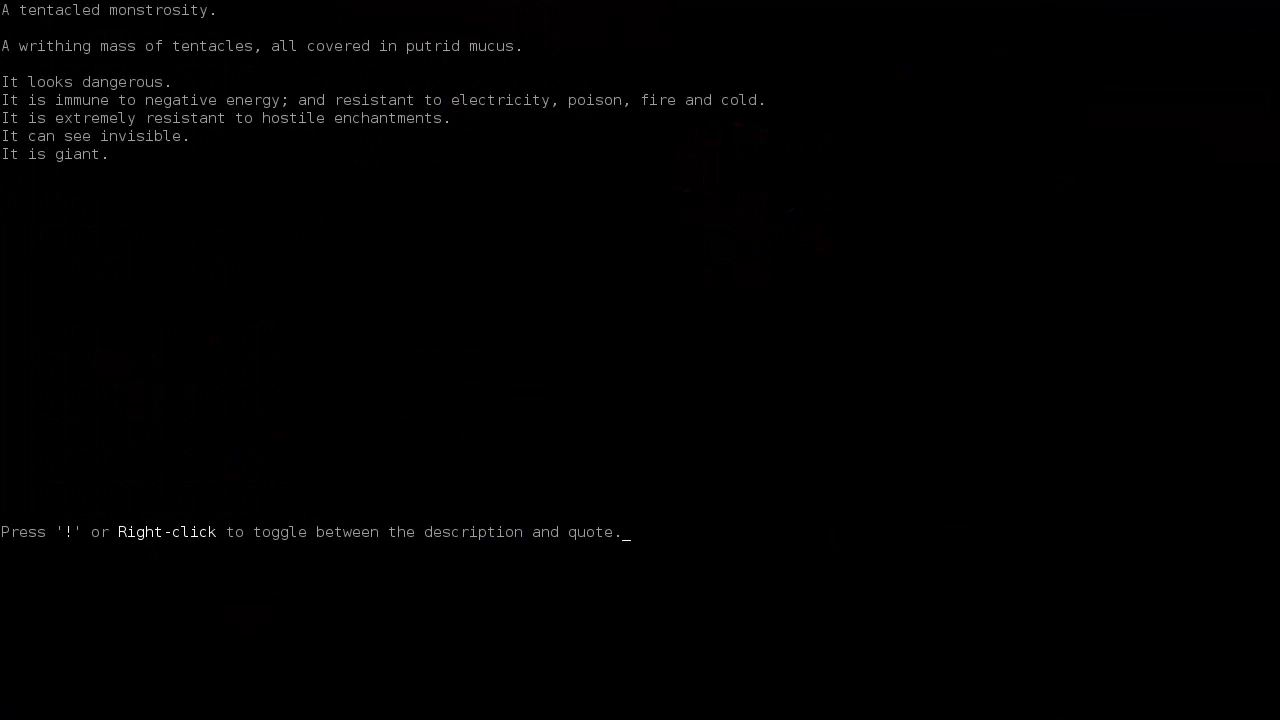 A tentacled monstrosity.
A writhing mass of tentacles, all covered in putrid mucus.
It looks dangerous.
It is immune to negative energy; and resistant to electricity, poison, fire and cold.
It is extremely resistant to hostile enchantments.
It can see invisible.
It is giant.
Press '!' or Right-click to toggle between the description and quote._